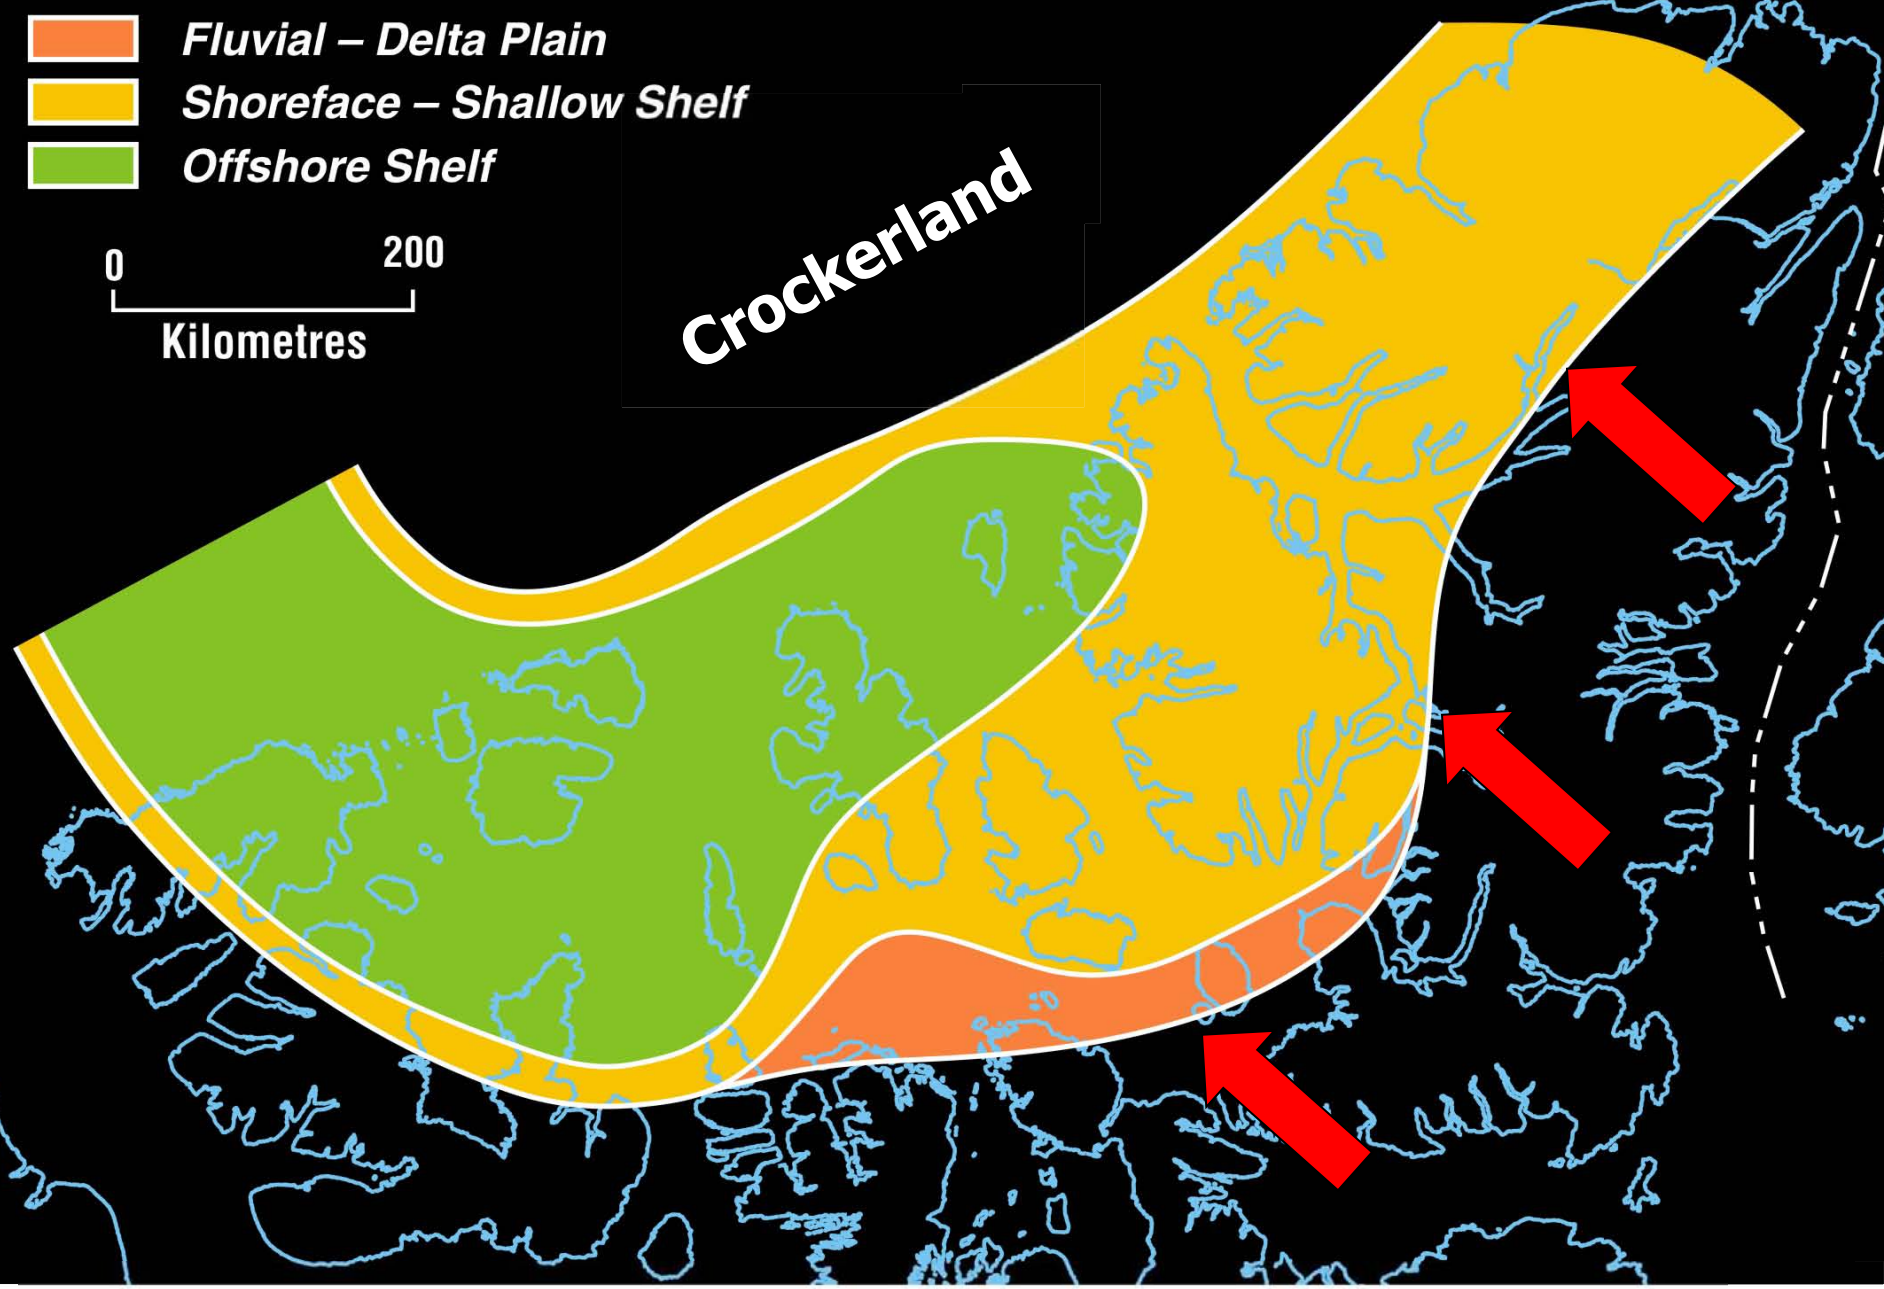 Fluvial – Delta Plain
Shoreface – Shallow Shelf
Offshore Shelf
0 200
Kilometres
Crockerland